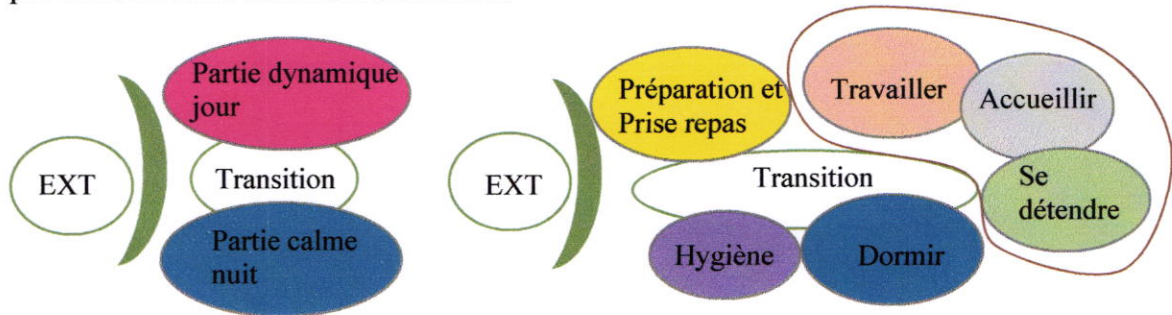 EXT
Partie dynamique
jour
Transition
Partie calme
nuit
EXT
Préparation et
Prise repas
Travailler
Accueillir
Transition
Se
détendre
Hygiène
Dormir